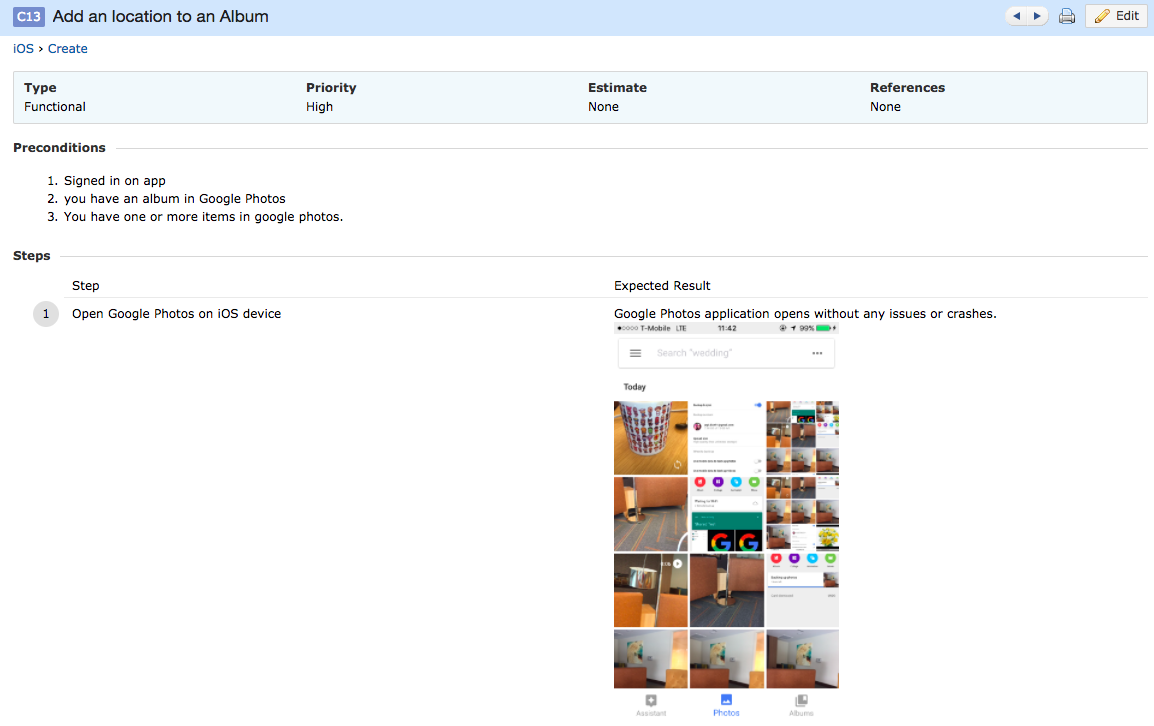 C13 Add an location to an Album
Edit
iOS › Create
Type Priority Estimate References
Functional High None None
Preconditions
1. Signed in on app
2. you have an album in Google Photos
3. You have one or more items in google photos.
Steps
Step Expected Result
1 Open Google Photos on iOS device Google Photos application opens without any issues or crashes.
T-Mobile LTE 11:42 99%
Search "wedding"
Today
Assistant Photos Albums